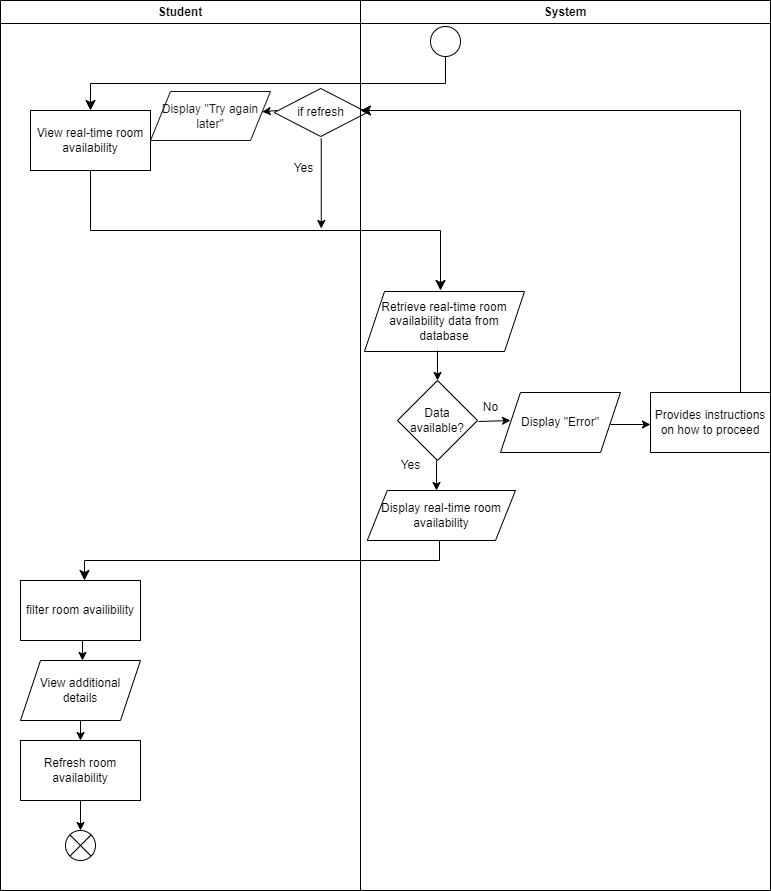 Student
System
Display "Try again
later"
if refresh
View real-time room
availability
Yes
Retrieve real-time room
availability data from
database
Data
available?
No
Display "Error"
Provides instructions
on how to proceed
Yes
Display real-time room
availability
filter room availibility
View additional
details
Refresh room
availability